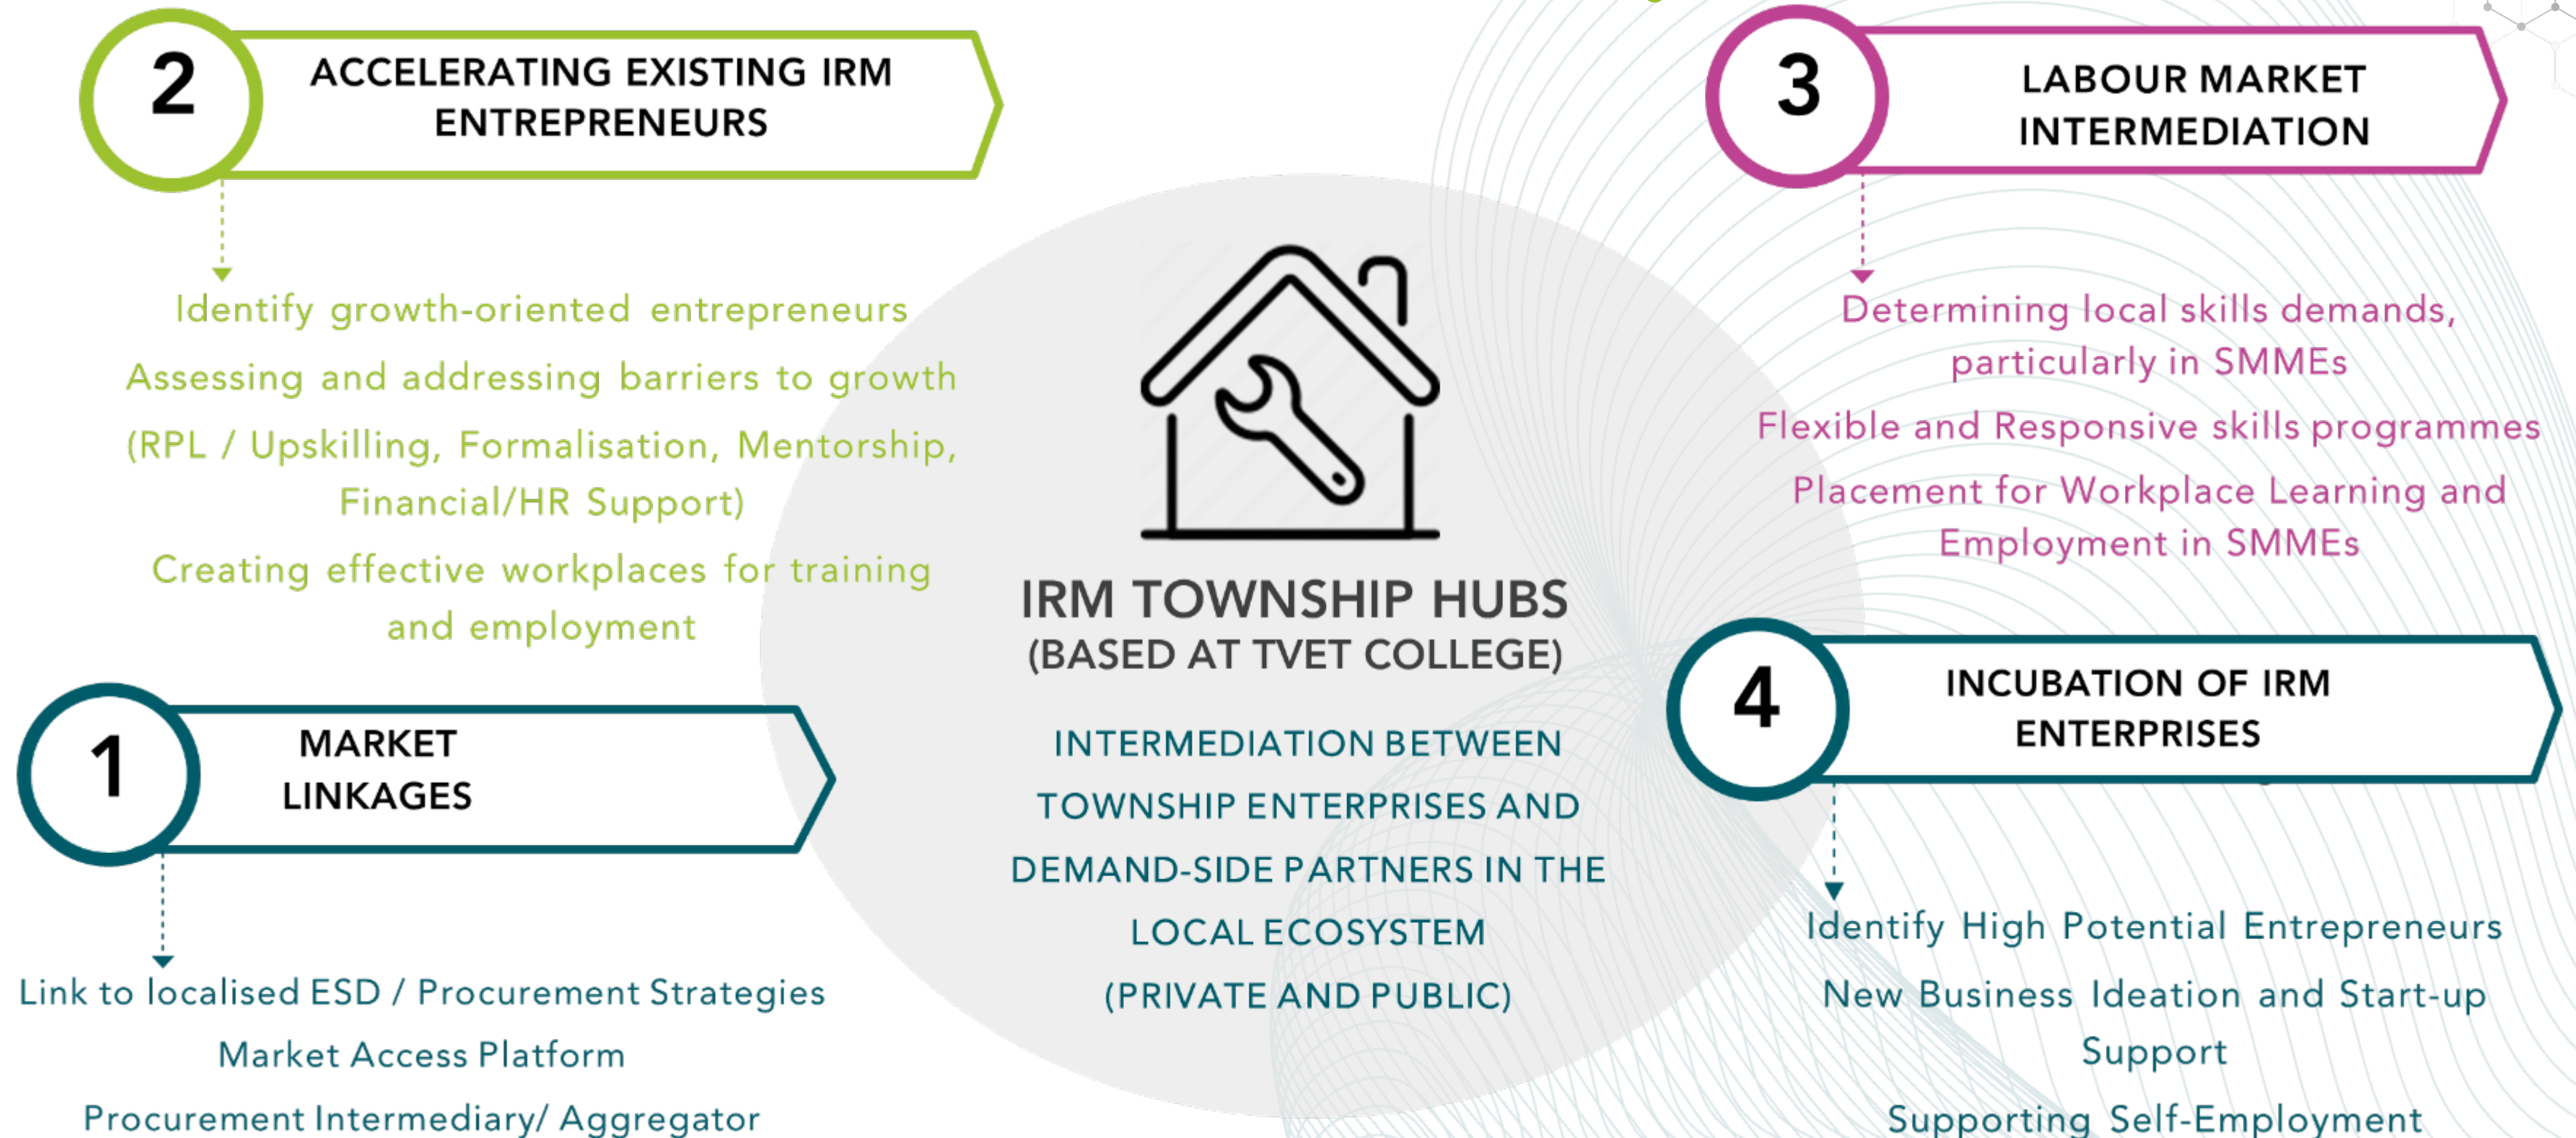 2
ACCELERATING EXISTING IRM
ENTREPRENEURS
Identify growth-oriented entrepreneurs
Assessing and addressing barriers to growth
(RPL / Upskilling, Formalisation, Mentorship,
Financial/HR Support)
Creating effective workplaces for training
and employment
1
MARKET
LINKAGES
Link to localised ESD / Procurement Strategies
Market Access Platform
Procurement Intermediary/ Aggregator
IRM TOWNSHIP HUBS
(BASED AT TVET COLLEGE)
INTERMEDIATION BETWEEN
TOWNSHIP ENTERPRISES AND
DEMAND-SIDE PARTNERS IN THE
LOCAL ECOSYSTEM
(PRIVATE AND PUBLIC)
3
LABOUR MARKET
INTERMEDIATION
Determining local skills demands,
particularly in SMMEs
Flexible and Responsive skills programmes
Placement for Workplace Learning and
Employment in SMMEs
4
INCUBATION OF IRM
ENTERPRISES
Identify High Potential Entrepreneurs
New Business Ideation and Start-up
Support
Supporting Self-Employment